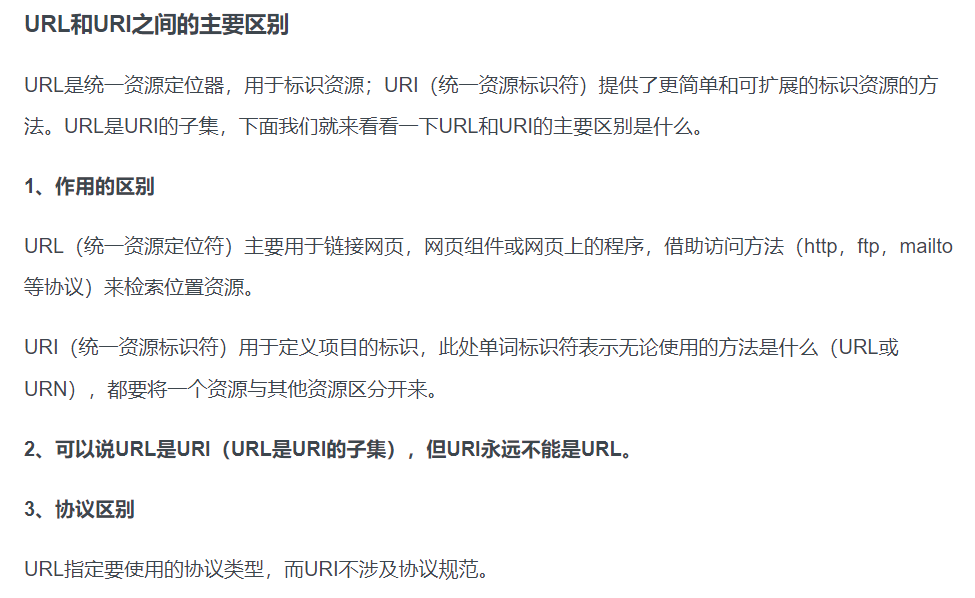 URL和URI之间的主要区别
URL是统一资源定位器，用于标识资源；URI（统一资源标识符）提供了更简单和可扩展的标识资源的方
法。URL是URI的子集，下面我们就来看看一下URL和URI的主要区别是什么。
1、作用的区别
URL（统一资源定位符）主要用于链接网页，网页组件或网页上的程序，借助访问方法（http，ftp，mailto
等协议）来检索位置资源。
URI（统一资源标识符）用于定义项目的标识，此处单词标识符表示无论使用的方法是什么（URL或
URN），都要将一个资源与其他资源区分开来。
2、可以说URL是URI（URL是URI的子集），但URI永远不能是URL。
3、协议区别
URL指定要使用的协议类型，而URI不涉及协议规范。